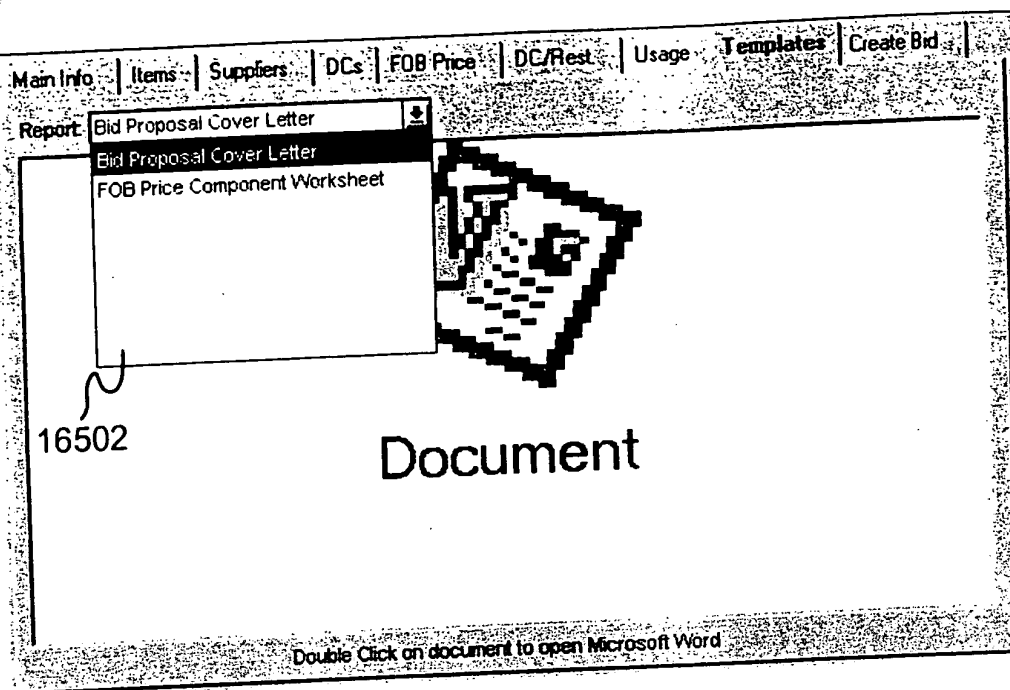 Main Info Items Suppliers DCs FOB Price DC/Rest. Usage Templates Create Bid
Report: Bid Proposal Cover Letter
Bid Proposal Cover Letter
FOB Price Component Worksheet
16502
Document
Double Click on document to open Microsoft Word